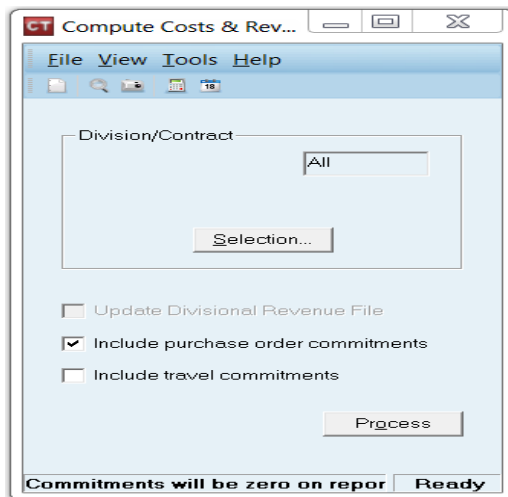 CT Compute Costs & Rev...
File View Tools Help
18
Division/Contract
All
Selection...
Update Divisional Revenue File
Include purchase order commitments
Include travel commitments
Process
Commitments will be zero on repor Ready